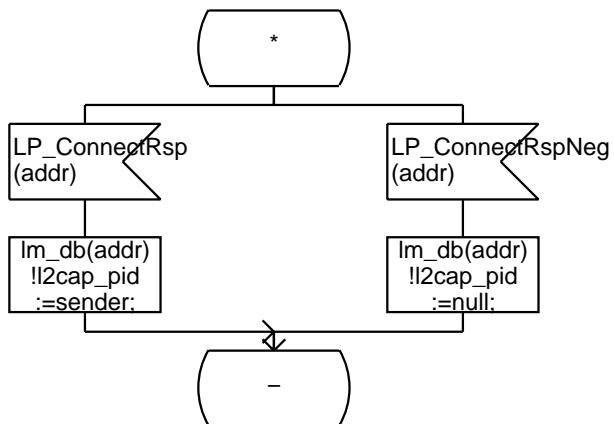 *
LP_ConnectRsp
(addr)
LP_ConnectRspNeg
(addr)
lm_db(addr)
!l2cap_pid
:=sender;
lm_db(addr)
!l2cap_pid
:=null;
–